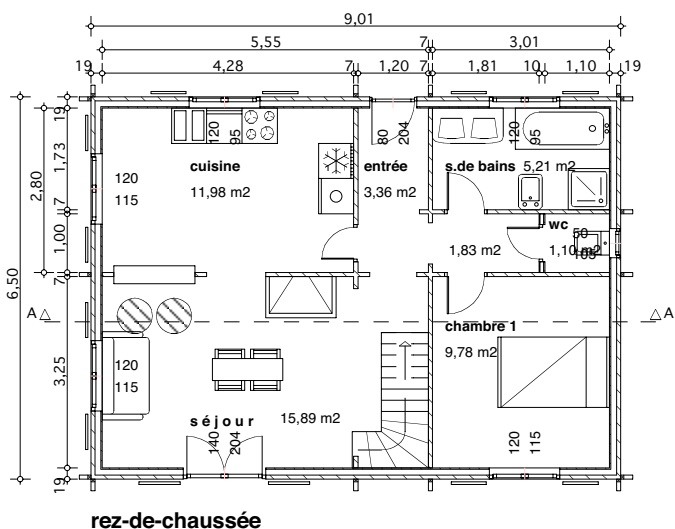 9,01
5,55 7 3,01
19 4,28 7 1,20 7 1,81 10 1,10 19
19
120 95
80 204
120 95
1,73
cuisine entrée s.de bains 5,21 m2
120
11,98 m2 3,36 m2
115
2,80
7
wc
50
1,00
1,83 m2 1,10 m2
105
6,50
7
A A
chambre 1
9,78 m2
120
115
3,25
séjour 15,89 m2
140 204
120 115
19
rez-de-chaussée